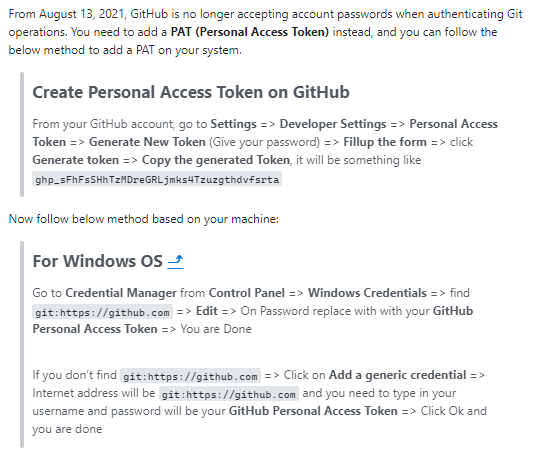 From August 13, 2021, GitHub is no longer accepting account passwords when authenticating Git
operations. You need to add a PAT (Personal Access Token) instead, and you can follow the
below method to add a PAT on your system.
Create Personal Access Token on GitHub
From your GitHub account, go to Settings => Developer Settings => Personal Access
Token => Generate New Token (Give your password) => Fillup the form => click
Generate token => Copy the generated Token, it will be something like
ghp_sFhFsSHhTzMDreGRLjmks4Tzuzgthdvfsrta
Now follow below method based on your machine:
For Windows OS
Go to Credential Manager from Control Panel => Windows Credentials => find
git:https://github.com => Edit => On Password replace with with your GitHub
Personal Access Token => You are Done
If you don't find git:https://github.com => Click on Add a generic credential =>
Internet address will be git:https://github.com and you need to type in your
username and password will be your GitHub Personal Access Token => Click Ok and
you are done